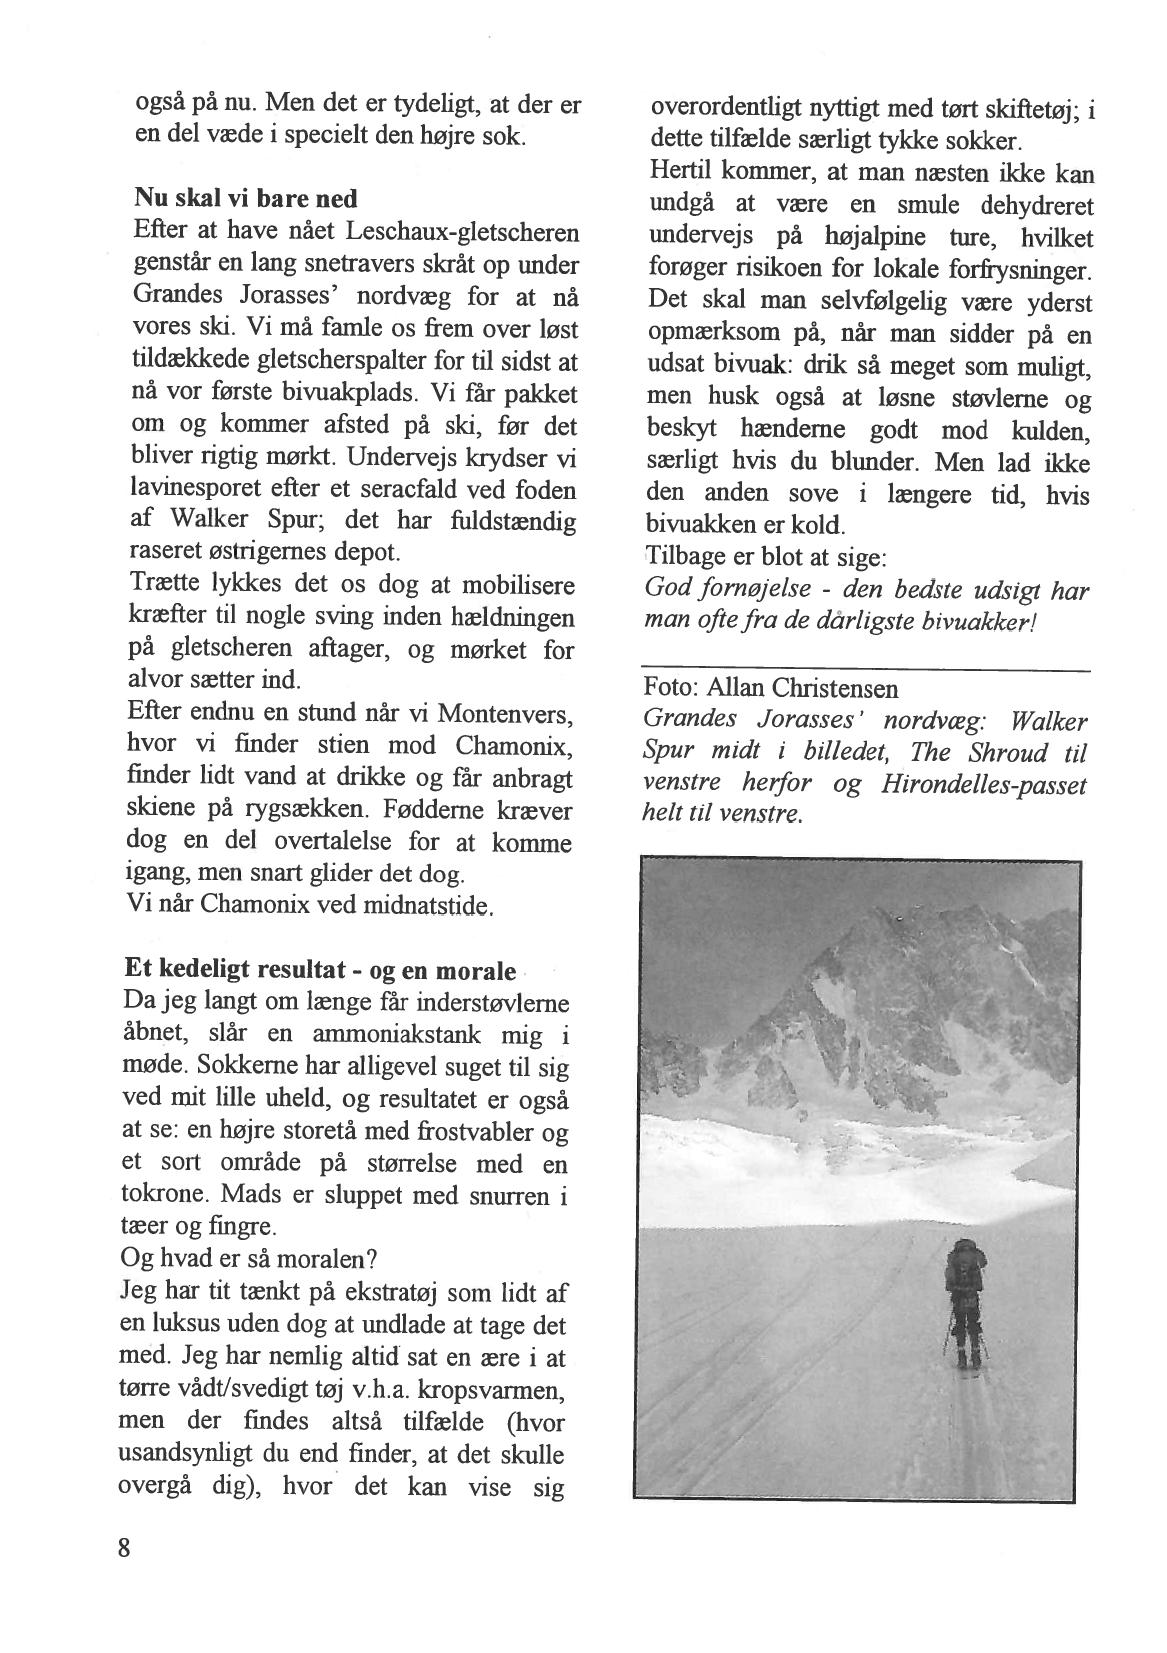 også på nu. Men det er tydeligt, at der er
en del væde i specielt den højre sok.
Nu skal vi bare ned
Efter at have nået Leschaux-gletscheren
genstår en lang snetravers skråt op under
Grandes Jorasses' nordvæg for at nå
vores ski. Vi må famle os frem over løst
tildækkede gletscherspalter for til sidst at
nå vor første bivuakplads. Vi får pakket
om og kommer afsted på ski, før det
bliver rigtig mørkt. Undervejs krydser vi
lavinesporet efter et seracfald ved foden
af Walker Spur; det har fuldstændig
raseret østrigernes depot.
Trætte lykkes det os dog at mobilisere
kræfter til nogle sving inden hældningen
på gletscheren aftager, og mørket for
alvor sætter ind.
Efter endnu en stund når vi Montenvers,
hvor vi finder stien mod Chamonix,
finder lidt vand at drikke og får anbragt
skiene på rygsækken. Fødderne kræver
dog en del overtalelse for at komme
igang, men snart glider det dog.
Vi når Chamonix ved midnatstide.
Et kedeligt resultat - og en morale
Da jeg langt om længe får inderstøvlerne
åbnet, slår en ammoniakstank mig i
møde. Sokkerne har alligevel suget til sig
ved mit lille uheld, og resultatet er også
at se: en højre storetå med frostvabler og
et sort område på størrelse med en
tokrone. Mads er sluppet med snurren i
tæer og fingre.
Og hvad er så moralen?
Jeg har tit tænkt på ekstratøj som lidt af
en luksus uden dog at undlade at tage det
med. Jeg har nemlig altid sat en ære i at
tørre vådt/svedigt tøj v.h.a. kropsvarmen,
men der findes altså tilfælde (hvor
usandsynligt du end finder, at det skulle
overgå dig), hvor det kan vise sig
overordentligt nyttigt med tørt skiftetøj; i
dette tilfælde særligt tykke sokker.
Hertil kommer, at man næsten ikke kan
undgå at være en smule dehydreret
undervejs på højalpine ture, hvilket
forøger risikoen for lokale forfrysninger.
Det skal man selvfølgelig være yderst
opmærksom på, når man sidder på en
udsat bivuak: drik så meget som muligt,
men husk også at løsne støvlerne og
beskyt hænderne godt mod kulden,
særligt hvis du blunder. Men lad ikke
den anden sove i længere tid, hvis
bivuakken er kold.
Tilbage er blot at sige:
God fornøjelse - den bedste udsigt har
man ofte fra de dårligste bivuakker!
Foto: Allan Christensen
Grandes Jorasses' nordvæg: Walker
Spur midt i billedet, The Shroud til
venstre herfor og Hirondelles-passet
helt til venstre.
8